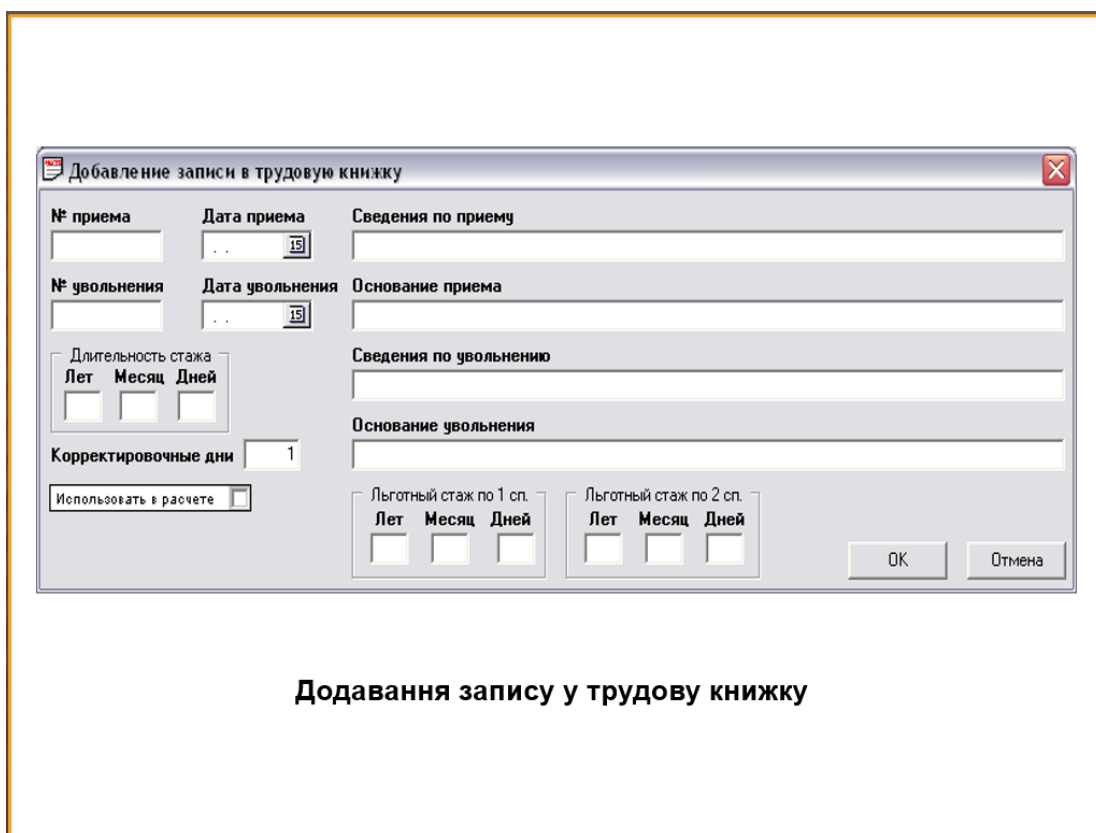 Добавление записи в трудовую книжку
№ приема Дата приема Сведения по приему
. . 15
№ увольнения Дата увольнения Основание приема
. . 15
Длительность стажа Сведения по увольнению
Лет Месяц Дней
Основание увольнения
Корректировочные дни 1
Использовать в расчете Льготный стаж по 1 сп. Льготный стаж по 2 сп.
Лет Месяц Дней Лет Месяц Дней
OK Отмена
Додавання запису у трудову книжку